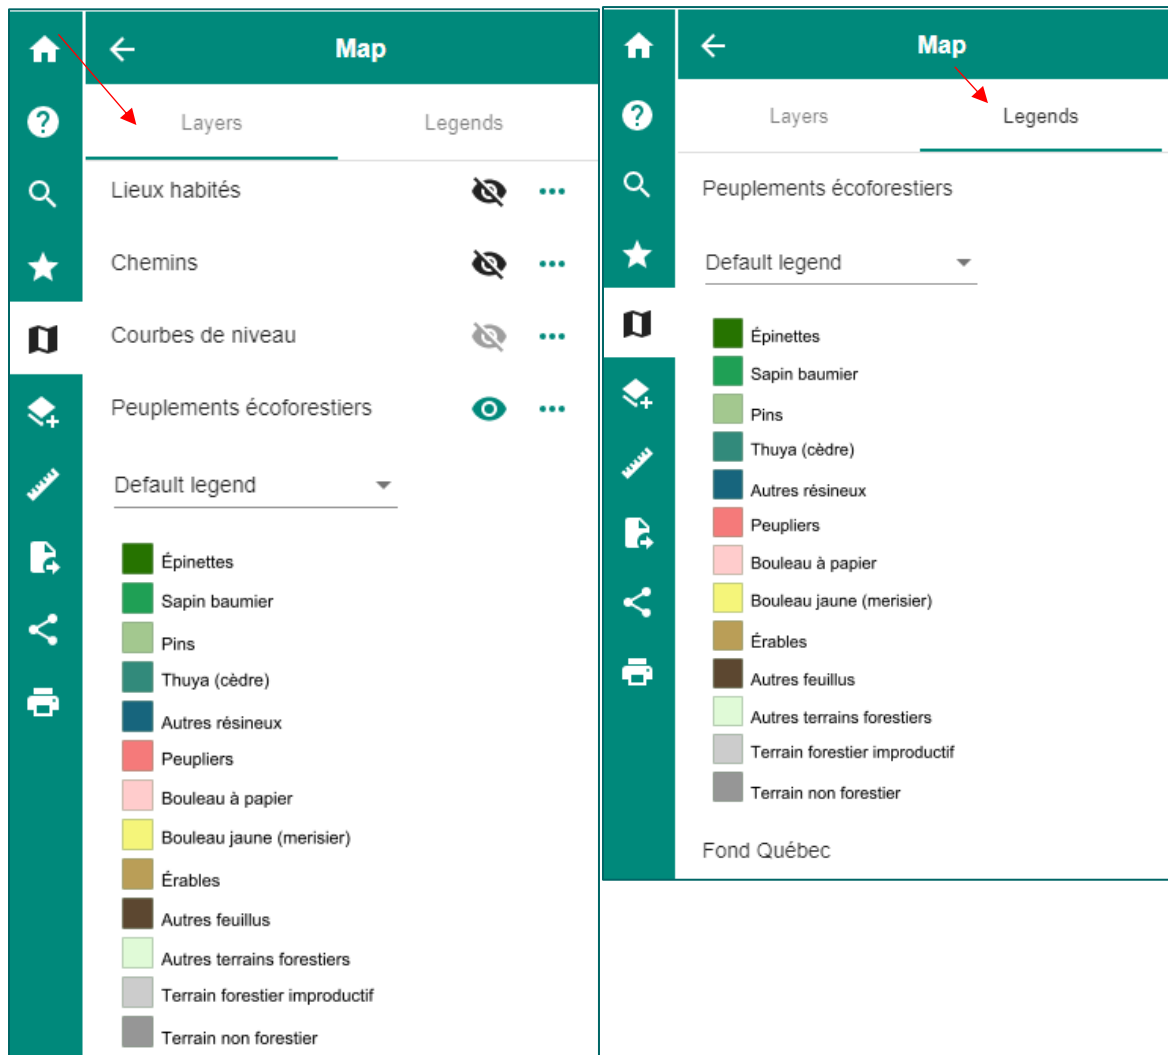 Map
Layers Legends
Lieux habités
Chemins
Courbes de niveau
Peuplements écoforestiers
Default legend
Épinettes
Sapin baumier
Pins
Thuya (cèdre)
Autres résineux
Peupliers
Bouleau à papier
Bouleau jaune (merisier)
Érables
Autres feuillus
Autres terrains forestiers
Terrain forestier improductif
Terrain non forestier
Map
Layers Legends
Peuplements écoforestiers
Default legend
Épinettes
Sapin baumier
Pins
Thuya (cèdre)
Autres résineux
Peupliers
Bouleau à papier
Bouleau jaune (merisier)
Érables
Autres feuillus
Autres terrains forestiers
Terrain forestier improductif
Terrain non forestier
Fond Québec